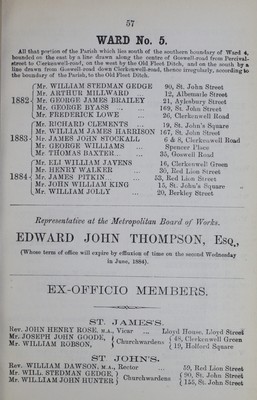 57
WARD No. 5.
All that portion of the Parish which lies south of the southern boundary of Ward 4,
bounded on the east by a line drawn along the centre of Goswell-road from Percival-
street to Clerkenwell-road, on the west by the Old Fleet Ditch, and on the south by a
line drawn from Goswell-road down Clerkenwell-road, thence irregularly, according to
the boundary of the Parish, to the Old Fleet Ditch.
Mr WILLIAM STEDMAN GEDGE 90, St. John Street
Mr. ARTHUR MILLWARD 12, Albemarle Street
1882 Mr. GEORGE JAMES BRAILEY 21, Aylesbury Street
Mr. GEORGE BYASS ... 169, St. John Street
Mr. FREDERICK LOWE ... 26, Clerkenwell Road
Mr. RICHARD CLEMENTS ... 19, St. John's Square
Mr. WILLIAM JAMES HARRISON 167, St. John Street
1883 Mr. JAMES JOHN STOCKALL 6 & 8, Clerkenwell Road
Mr. GEORGE WILLIAMS ... Spencer Place
Mr. THOMAS BAXTER... 35, Goswell Road
Mr. ELI WILLIAM JAVENS 16, Clerkenwell Green
Mr. HENRY WALKER ... 30, Red Lion Street
1884 Mr. JAMES PITKIN... 53, Red Lion Street
Mr. JOHN WILLIAM KING 15, St. John's Square
Mr. WILLIAM JOLLY ... 20, Berkley Street
Representative at the Metropolitan Board of Works.
EDWARD JOHN THOMPSON, ESQ.,
(Whose term of office will expire by effluxion of time on the second Wednesday
in June, 1884).
EX-OFFICIO MEMBERS.
ST. JAMES'S.
Rev. JOHN HENRY ROSE, M.A., Vicar ... Lloyd House, Lloyd Street
Mr. JOSEPH JOHN GOODE, 48, Clerkenwell Green
Mr WILLIAM ROBSON, Churchwardens 19, Holford Square
ST JOHN'S.
Rev. WILLIAM DAWSON, M.A., Rector ... 59, Red Lion Street
Mr. WILL. STEDMAN GEDGE, 90, St. John Street
Mr. WILLIAM JOHN HUNTER Churchwardens 155, St. John Street